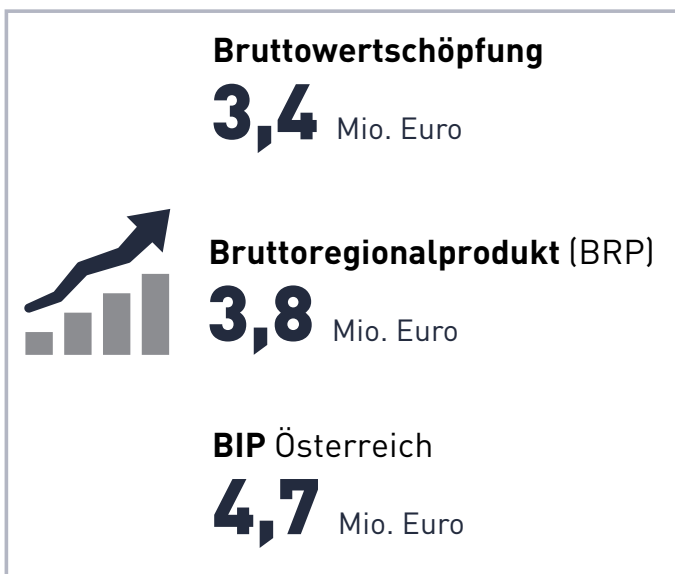 Bruttowertschöpfung
3,4 Mio. Euro
Bruttoregionalprodukt (BRP)
3,8 Mio. Euro
BIP Österreich
4,7 Mio. Euro